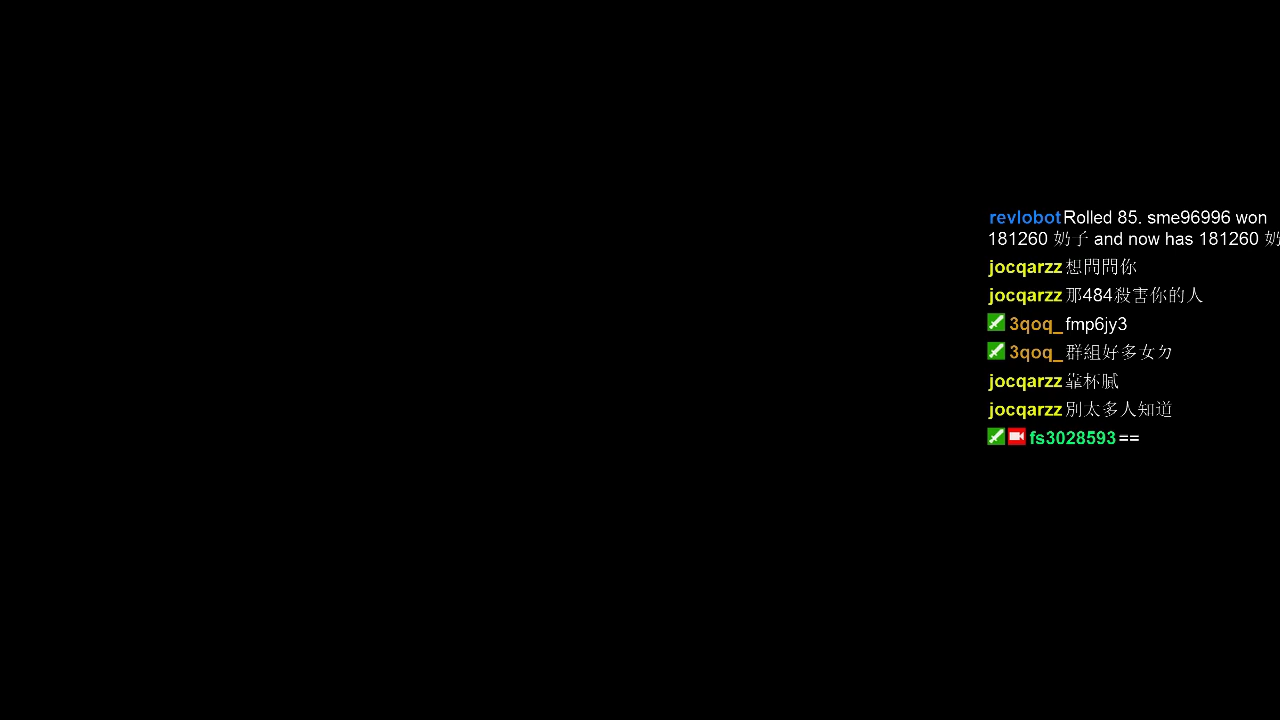 revlobot Rolled 85. sme96996 won
181260 奶子 and now has 181260 奶
jocqarzz 想問問你
jocqarzz 那484殺害你的人
3qoq_ fmp6jy3
3qoq_ 群組好多女ㄉ
jocqarzz 靠杯膩
jocqarzz 別太多人知道
fs3028593 ==